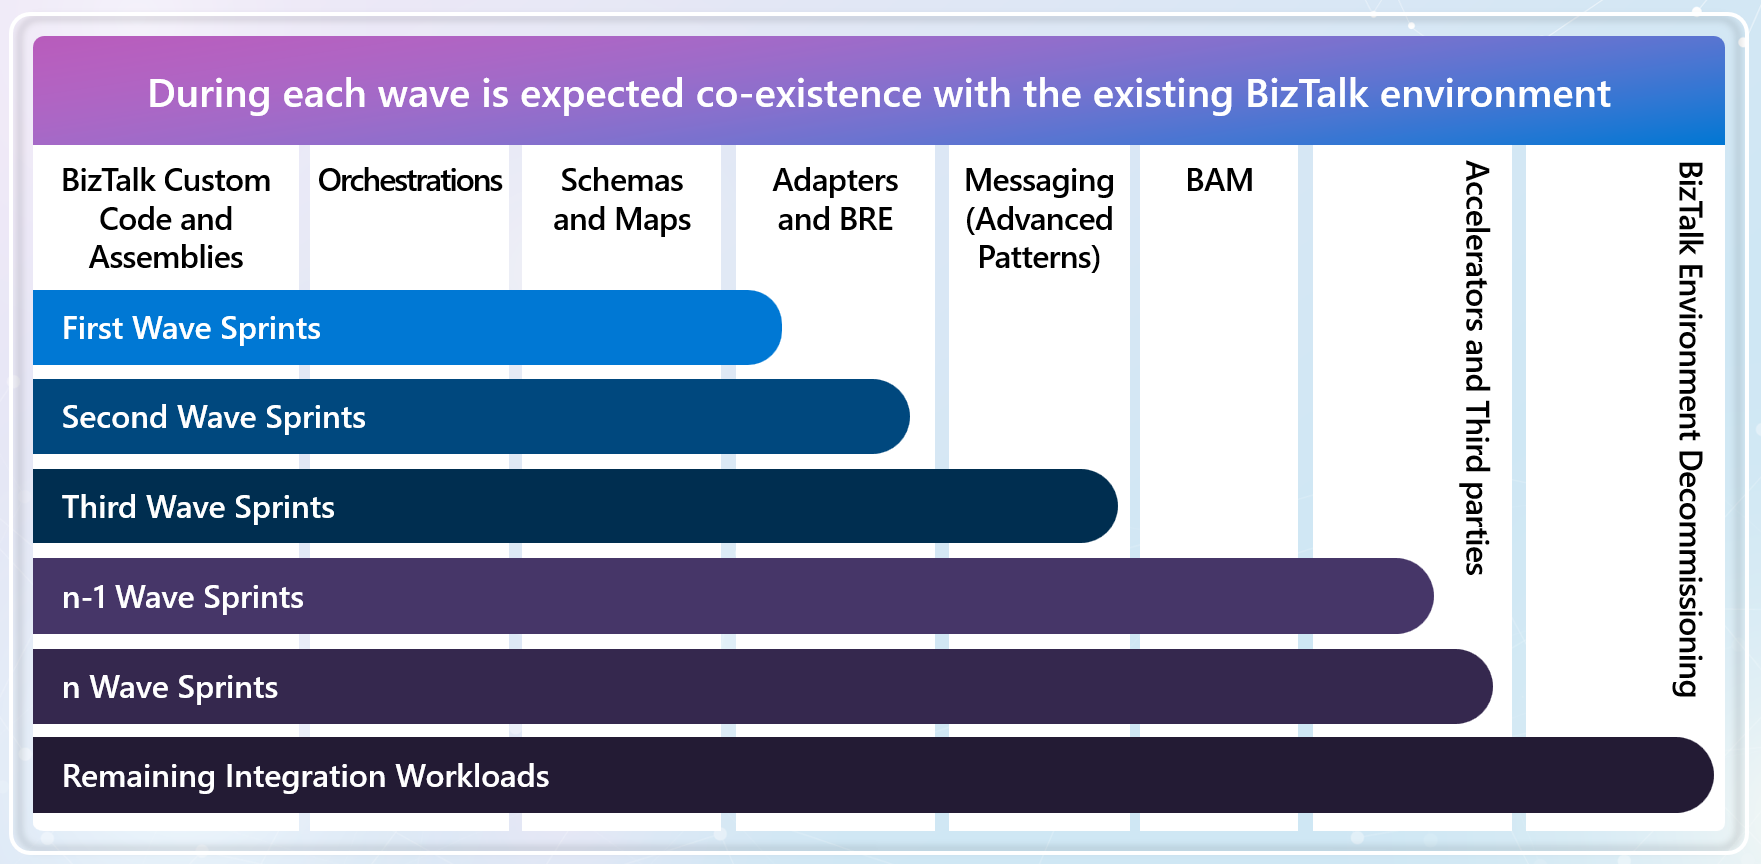 During each wave is expected co-existence with the existing BizTalk environment
BizTalk Custom
Code and
Assemblies
Orchestrations
Schemas
and Maps
Adapters
and BRE
Messaging
(Advanced
Patterns)
BAM
Accelerators and Third parties
BizTalk Environment Decommissioning
First Wave Sprints
Second Wave Sprints
Third Wave Sprints
n-1 Wave Sprints
n Wave Sprints
Remaining Integration Workloads